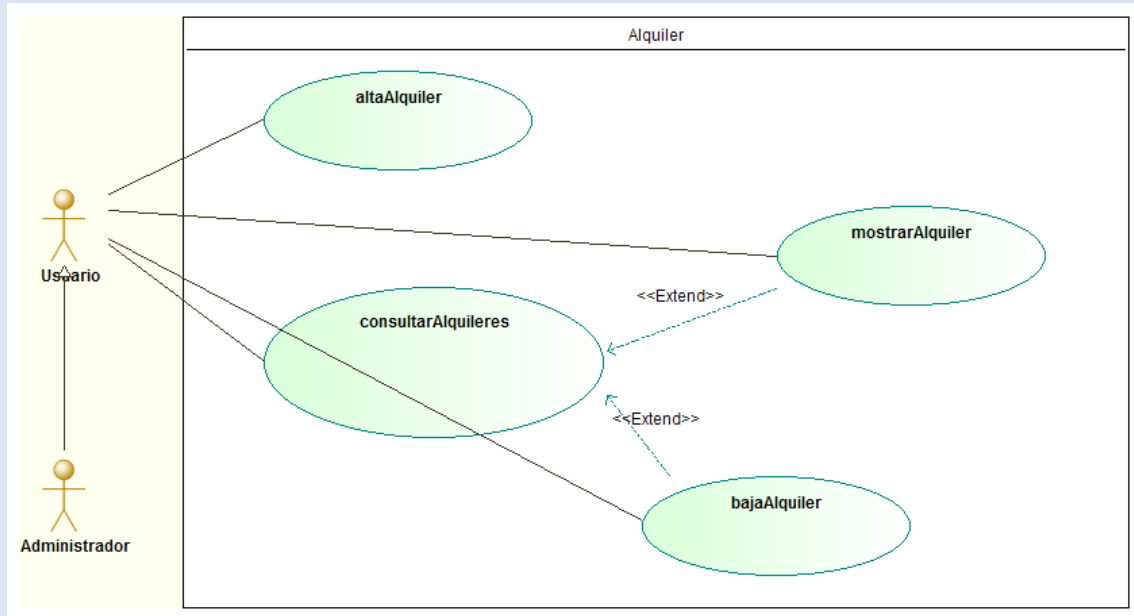 Alquiler
altaAlquiler
Usuario
mostrarAlquiler
<<Extend>>
consultarAlquileres
<<Extend>>
bajaAlquiler
Administrador